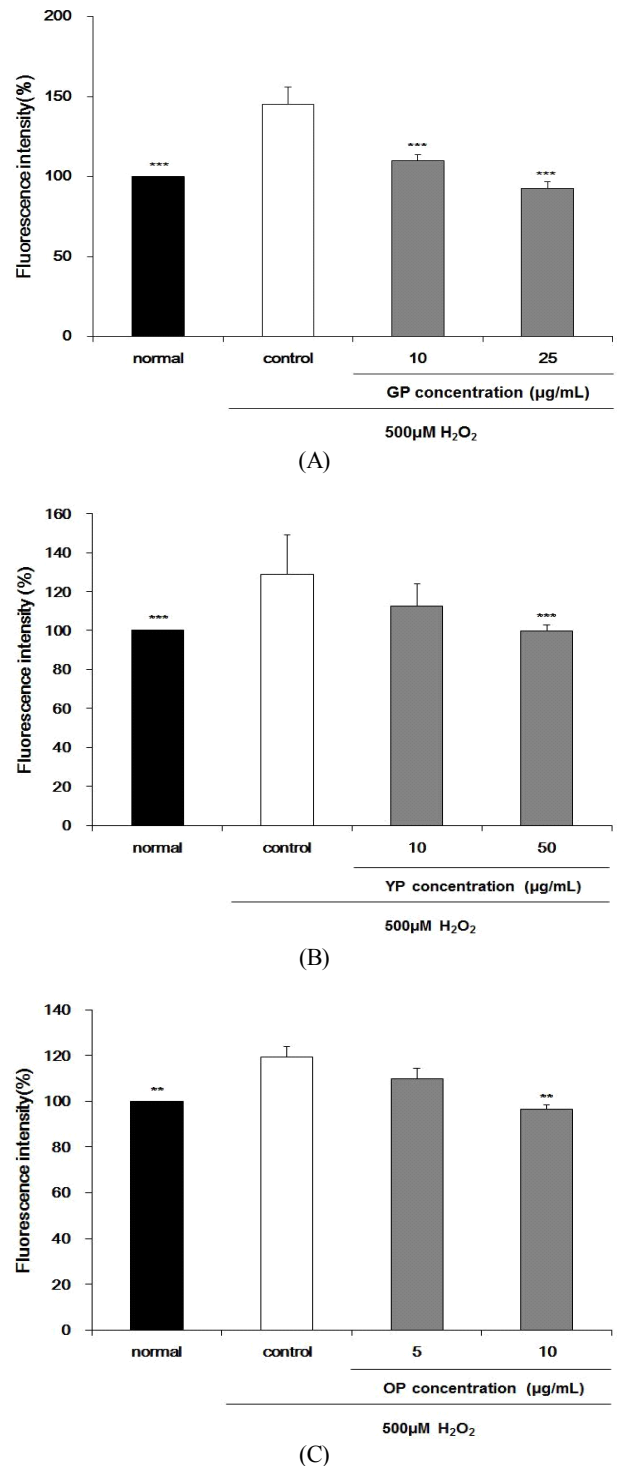 200
150
100
50
0
Fluorescence intensity(%)
***
***
***
normal control 10 25
GP concentration (µg/mL)
500µM H₂O₂
(A)
160
140
120
100
80
60
40
20
0
Fluorescence intensity (%)
***
***
normal control 10 50
YP concentration (µg/mL)
500µM H₂O₂
(B)
140
120
100
80
60
40
20
0
Fluorescence intensity(%)
**
**
normal control 5 10
OP concentration (µg/mL)
500µM H₂O₂
(C)